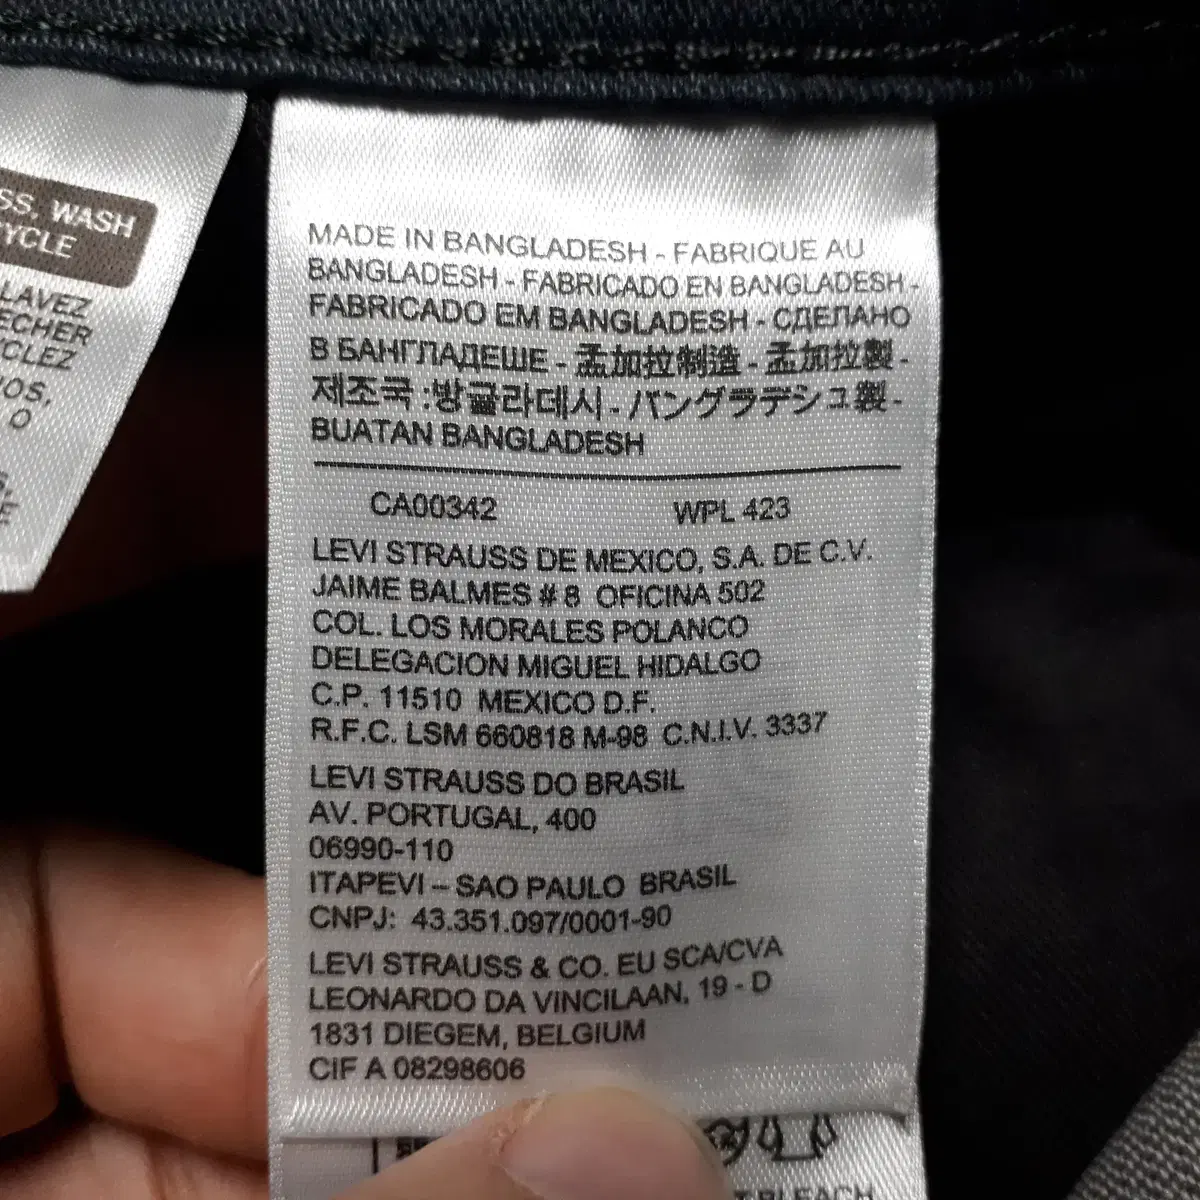 SS. WASH
YCLE
LAVEZ
ECHER
CLEZ
IOS,
O
MADE IN BANGLADESH - FABRIQUE AU
BANGLADESH - FABRICADO EN BANGLADESH -
FABRICADO EM BANGLADESH - СДЕЛАНО
В БАНГЛАДЕШЕ - 孟加拉制造 - 孟加拉製 -
제조국 :방글라데시 - バングラデシュ製 -
BUATAN BANGLADESH
CA00342 WPL 423
LEVI STRAUSS DE MEXICO, S.A. DE C.V.
JAIME BALMES # 8 OFICINA 502
COL. LOS MORALES POLANCO
DELEGACION MIGUEL HIDALGO
C.P. 11510 MEXICO D.F.
R.F.C. LSM 660818 M-98 C.N.I.V. 3337
LEVI STRAUSS DO BRASIL
AV. PORTUGAL, 400
06990-110
ITAPEVI – SAO PAULO BRASIL
CNPJ: 43.351.097/0001-90
LEVI STRAUSS & CO. EU SCA/CVA
LEONARDO DA VINCILAAN, 19 - D
1831 DIEGEM, BELGIUM
CIF A 08298606
BLEACH